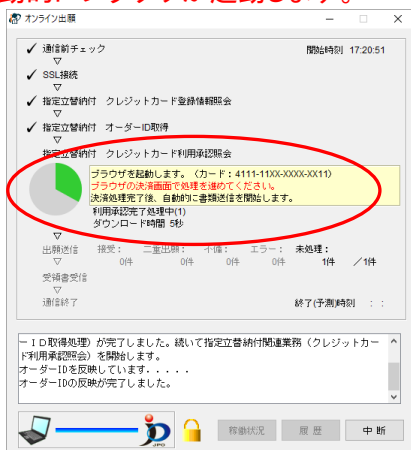 動的にブラウザが起動します。
オンライン出願
✓ 通信前チェック 開始時刻 17:20:51
▽
✓ SSL接続
▽
✓ 指定立替納付 クレジットカード登録情報照会
▽
✓ 指定立替納付 オーダーID取得
▽
指定立替納付 クレジットカード利用承認照会
ブラウザを起動します。（カード：4111-11XX-XXXX-XX11）
ブラウザの決済画面で処理を進めてください。
決済処理完了後、自動的に書類送信を開始します。
利用承認完了処理中(1)
ダウンロード時間 5秒
▽
出願送信 接受： 二重出願： 不備： エラー： 未処理：
▽ 0件 0件 0件 0件 1件 ／1件
受領書受信
▽
通信終了 終了(予測)時刻 : :
ーＩＤ取得処理）が完了しました。続いて指定立替納付関連業務（クレジットカー
ド利用承認照会）を開始します。
オーダーIDを反映しています．．．．．
オーダーIDの反映が完了しました。
JPO 稼働状況 履 歴 中 断